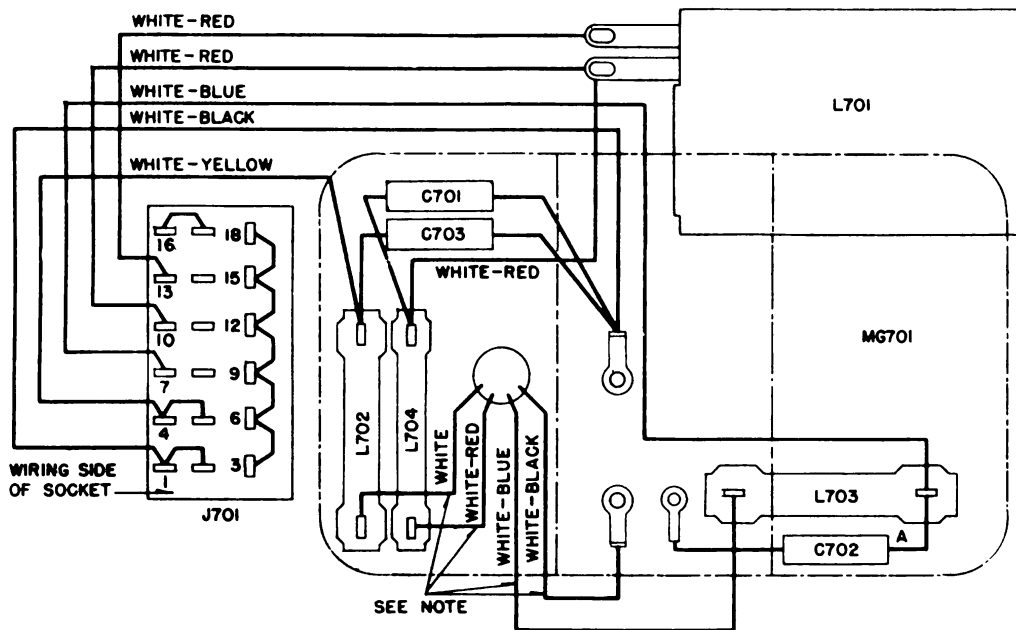 WHITE-RED
WHITE-RED
WHITE-BLUE
WHITE-BLACK
WHITE-YELLOW
L701
C701
C703
WHITE-RED
16
18
13
15
10
12
7
9
4
6
1
3
MG701
L702
L704
WHITE
WHITE-RED
WHITE-BLUE
WHITE-BLACK
L703
A
C702
WIRING SIDE
OF SOCKET
J701
SEE NOTE